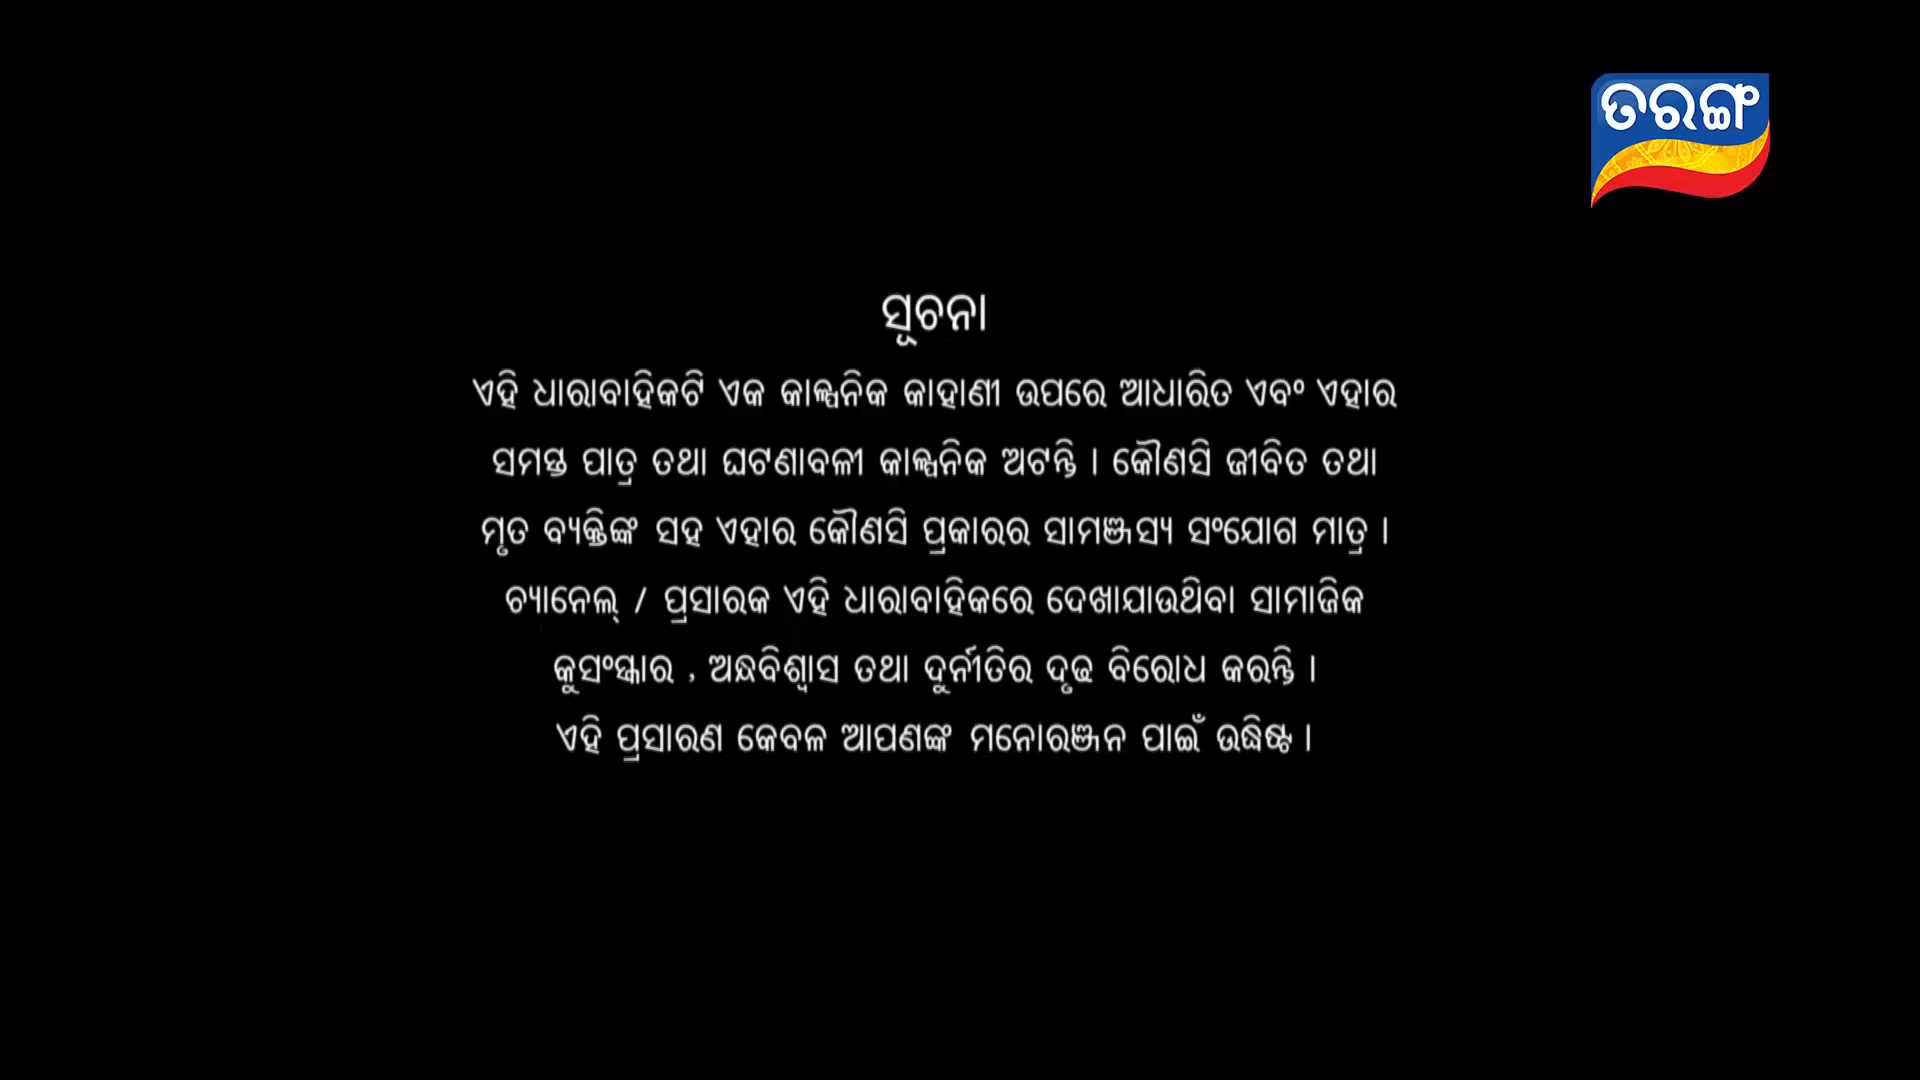 ତରଙ୍ଗ
ସୂଚନା
ଏହି ଧାରାବାହିକଟି ଏକ କାଳ୍ପନିକ କାହାଣୀ ଉପରେ ଆଧାରିତ ଏବଂ ଏହାର
ସମସ୍ତ ପାତ୍ର ତଥା ଘଟଣାବଳୀ କାଳ୍ପନିକ ଅଟନ୍ତି । କୌଣସି ଜୀବିତ ତଥା
ମୃତ ବ୍ୟକ୍ତିଙ୍କ ସହ ଏହାର କୌଣସି ପ୍ରକାରର ସାମଞ୍ଜସ୍ୟ ସଂଯୋଗ ମାତ୍ର ।
ଚ୍ୟାନେଲ୍ / ପ୍ରସାରକ ଏହି ଧାରାବାହିକରେ ଦେଖାଯାଉଥିବା ସାମାଜିକ
କୁସଂସ୍କାର , ଅନ୍ଧବିଶ୍ୱାସ ତଥା ଦୁର୍ନୀତିର ଦୃଢ ବିରୋଧ କରନ୍ତି ।
ଏହି ପ୍ରସାରଣ କେବଳ ଆପଣଙ୍କ ମନୋରଞ୍ଜନ ପାଇଁ ଉଦ୍ଧିଷ୍ଟ ।